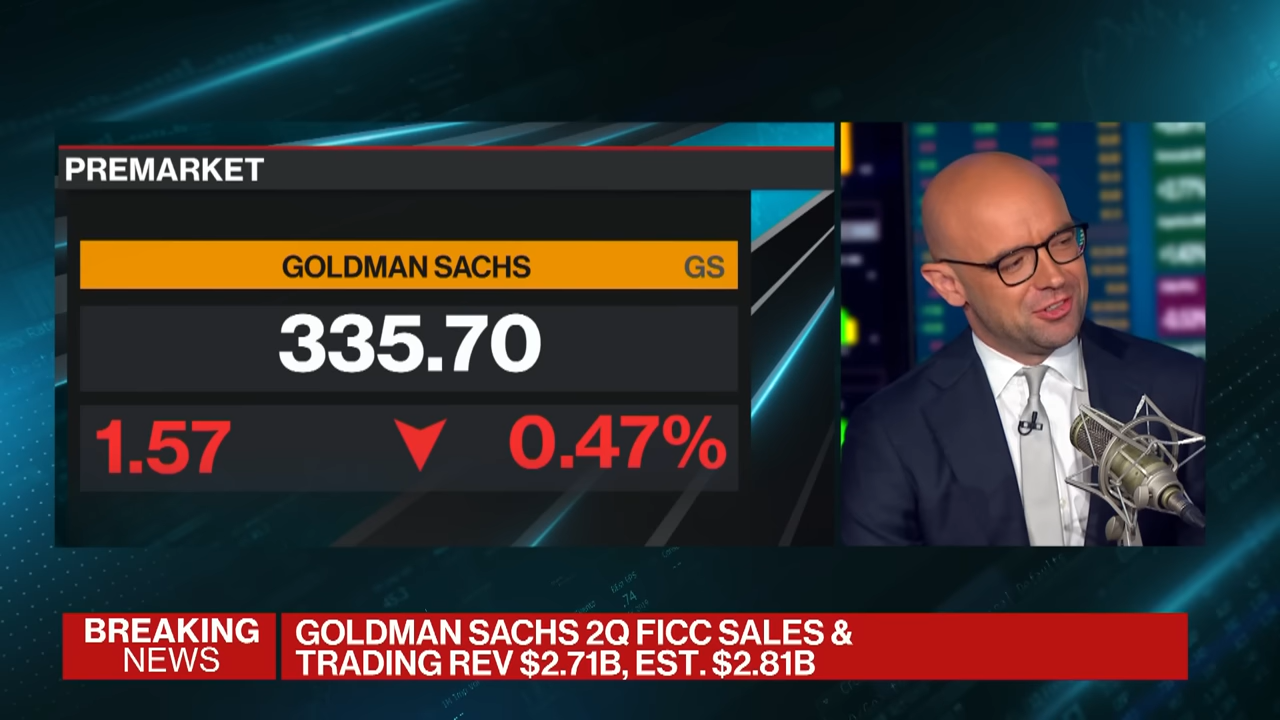 PREMARKET
GOLDMAN SACHS GS
335.70
1.57 0.47%
BREAKING
NEWS
GOLDMAN SACHS 2Q FICC SALES &
TRADING REV $2.71B, EST. $2.81B